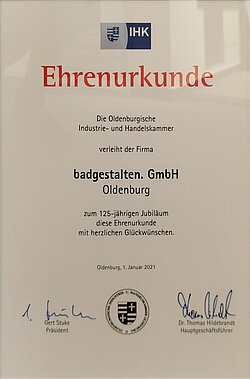 IHK
Ehrenurkunde
Die Oldenburgische
Industrie- und Handelskammer
verleiht der Firma
badgestalten. GmbH
Oldenburg
zum 125-jährigen Jubiläum
diese Ehrenurkunde
mit herzlichen Glückwünschen.
Oldenburg, 1. Januar 2021
Gert Stuke
Präsident
Dr. Thomas Hildebrandt
Hauptgeschäftsführer